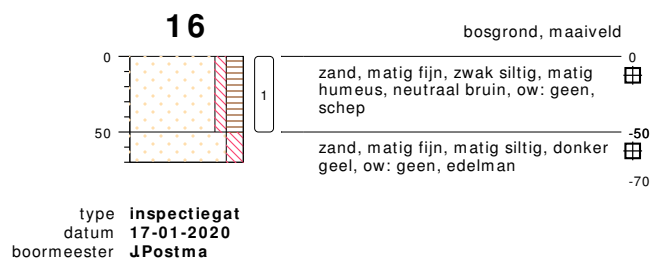 16
bosgrond, maaiveld
0
0
zand, matig fijn, zwak siltig, matig
humeus, neutraal bruin, ow: geen,
schep
1
50
-50
zand, matig fijn, matig siltig, donker
geel, ow: geen, edelman
-70
type inspectiegat
datum 17-01-2020
boormeester J.Postma